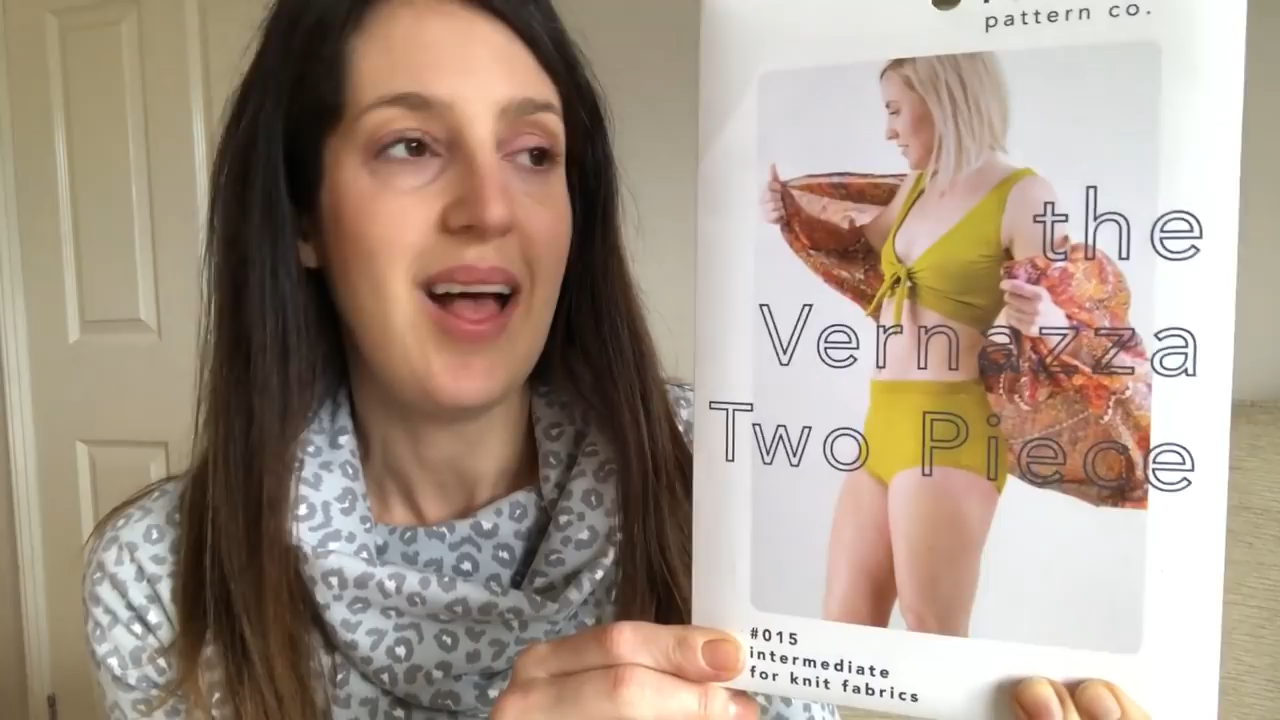 pattern co.
the
Vernazza
Two Piece
#015
intermediate
for knit fabrics